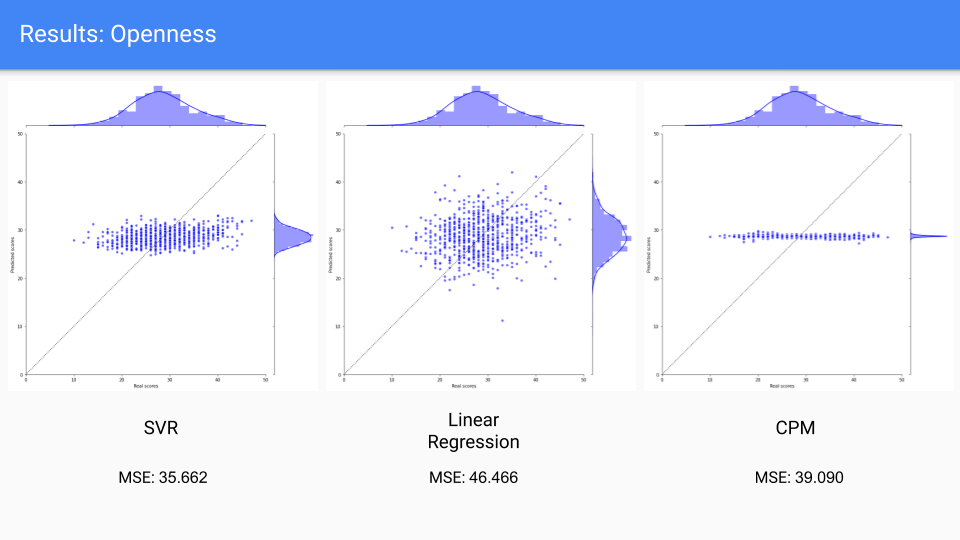 Results: Openness
50
40
30
20
10
0
Predicted scores
0 10 20 30 40 50
Real scores
50
40
30
20
10
0
Predicted scores
0 10 20 30 40 50
Real scores
50
40
30
20
10
0
Predicted scores
0 10 20 30 40 50
Real scores
SVR
Linear
Regression
CPM
MSE: 35.662
MSE: 46.466
MSE: 39.090